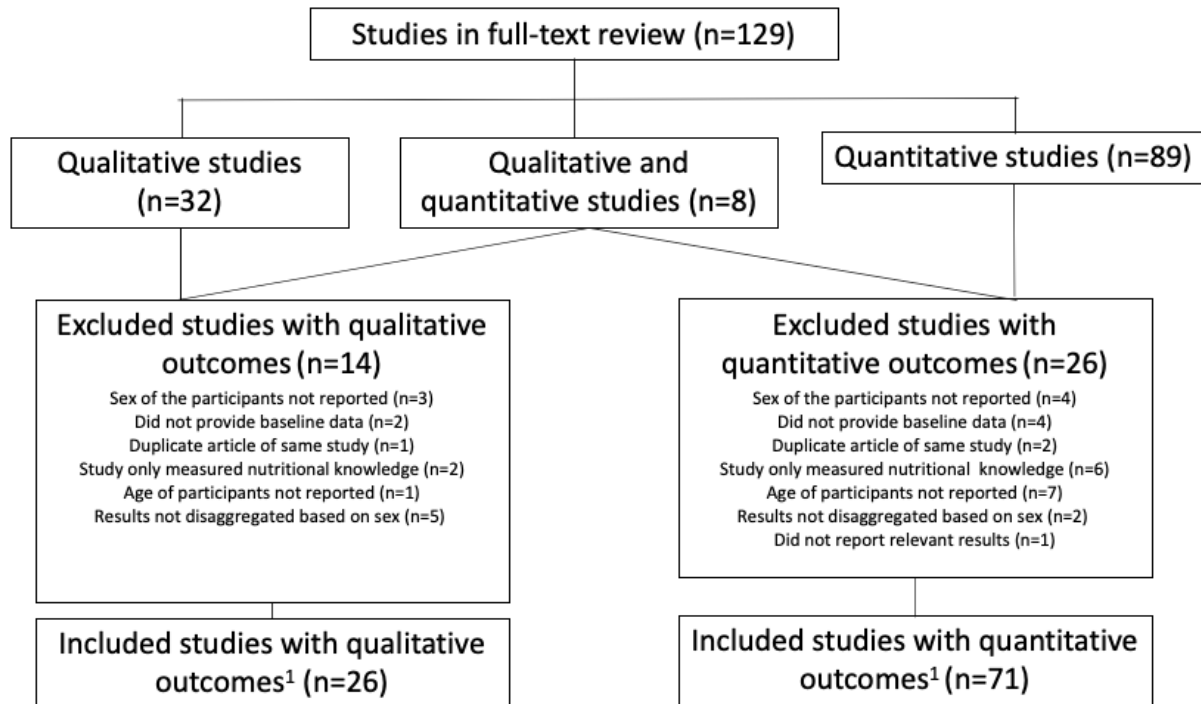 Studies in full-text review (n=129)
Qualitative studies
(n=32)
Qualitative and
quantitative studies (n=8)
Quantitative studies (n=89)
Excluded studies with qualitative
outcomes (n=14)
Sex of the participants not reported (n=3)
Did not provide baseline data (n=2)
Duplicate article of same study (n=1)
Study only measured nutritional knowledge (n=2)
Age of participants not reported (n=1)
Results not disaggregated based on sex (n=5)
Excluded studies with
quantitative outcomes (n=26)
Sex of the participants not reported (n=4)
Did not provide baseline data (n=4)
Duplicate article of same study (n=2)
Study only measured nutritional knowledge (n=6)
Age of participants not reported (n=7)
Results not disaggregated based on sex (n=2)
Did not report relevant results (n=1)
Included studies with qualitative
outcomes¹ (n=26)
Included studies with quantitative
outcomes¹ (n=71)